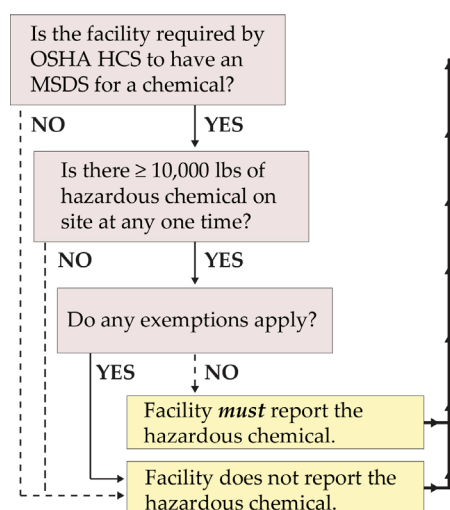 Is the facility required by
OSHA HCS to have an
MSDS for a chemical?
NO
YES
Is there ≥ 10,000 lbs of
hazardous chemical on
site at any one time?
NO
YES
Do any exemptions apply?
YES
NO
Facility must report the
hazardous chemical.
Facility does not report the
hazardous chemical.